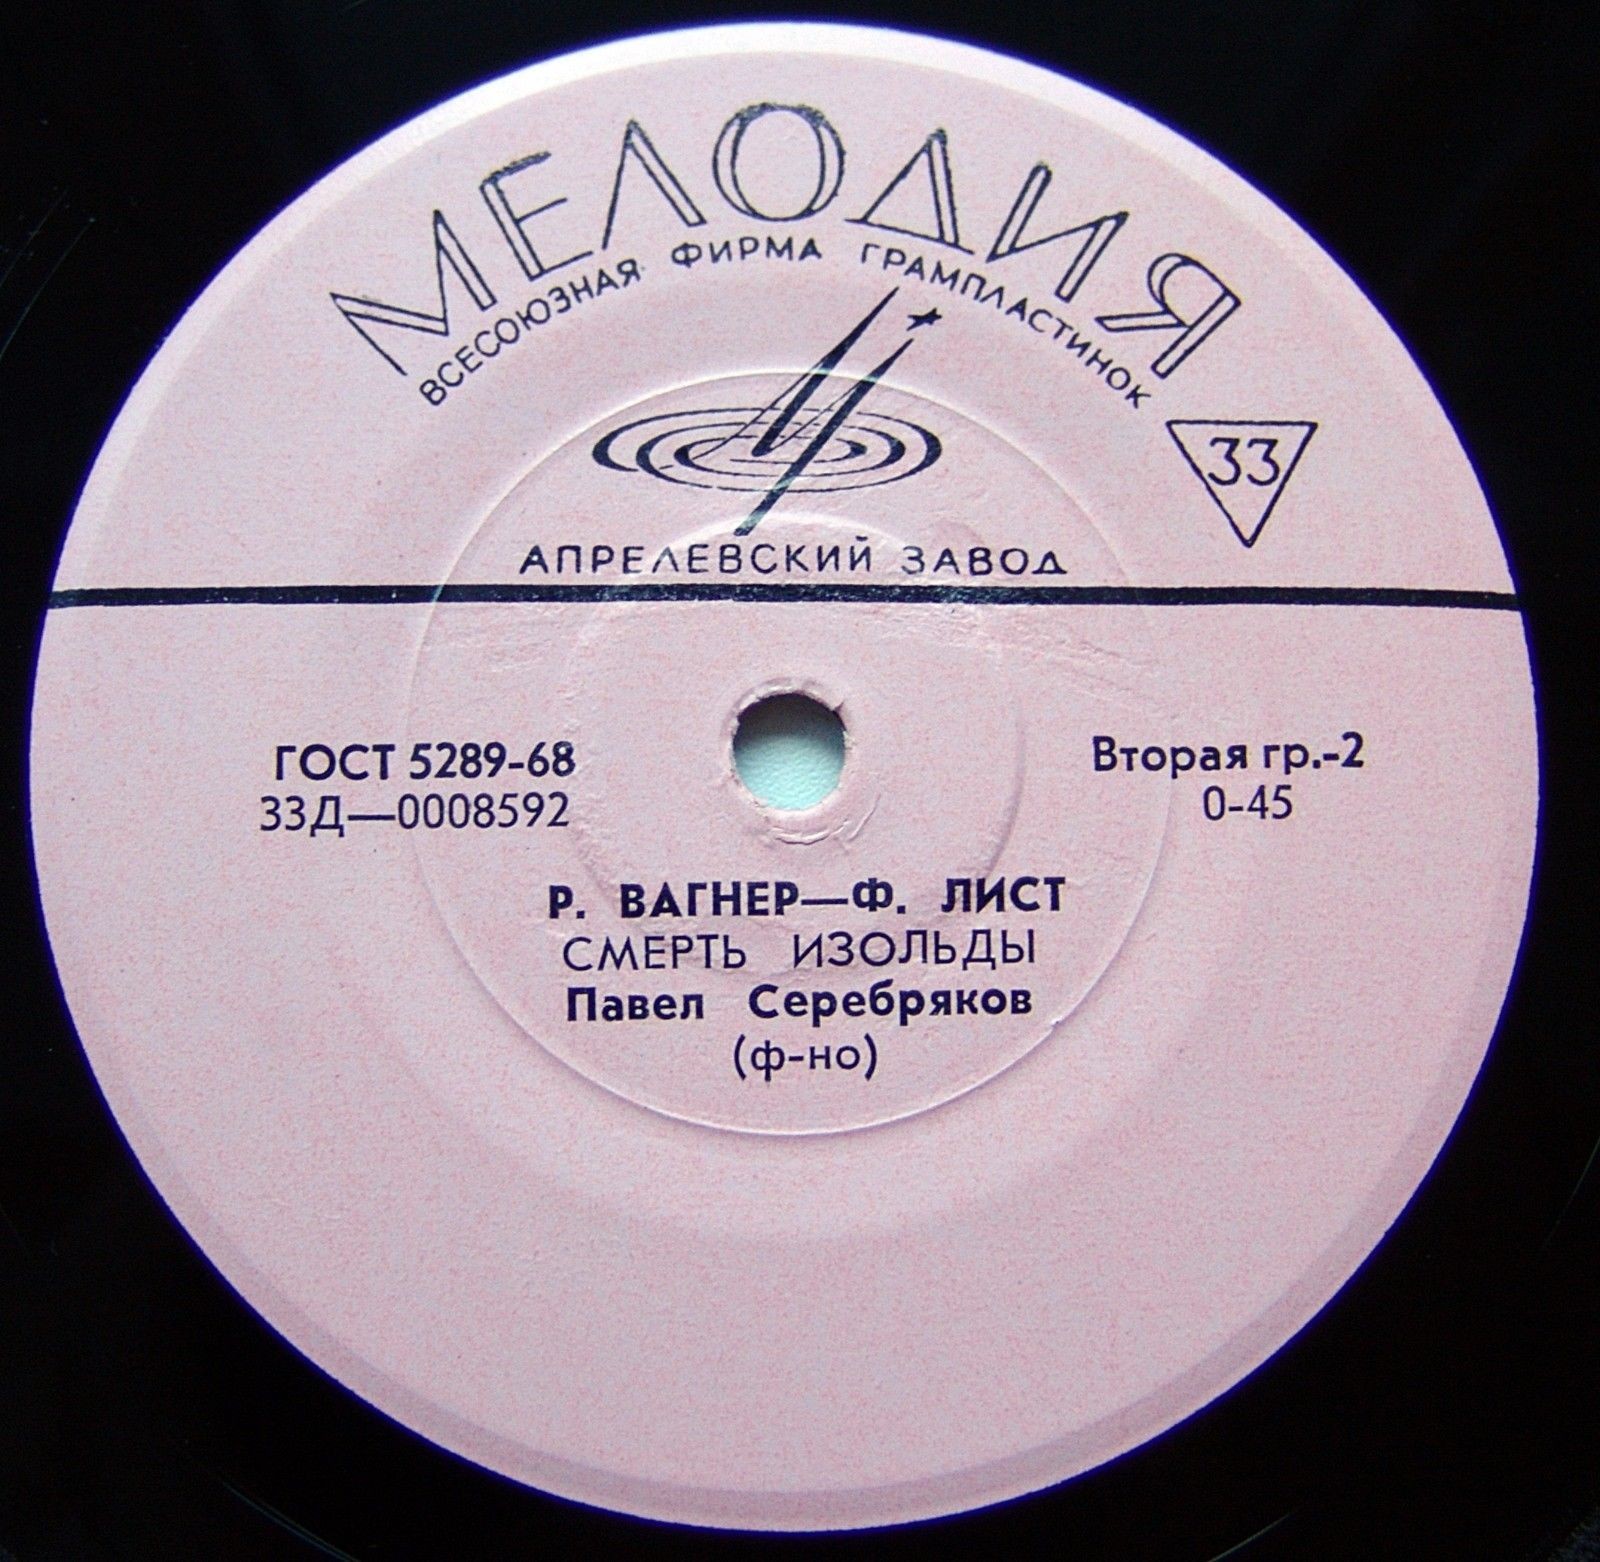 МЕЛОДИЯ
ВСЕСОЮЗНАЯ ФИРМА ГРАМПЛАСТИНОК
33
АПРЕЛЕВСКИЙ ЗАВОД
ГОСТ 5289-68
33Д—0008592
Вторая гр.-2
0-45
Р. ВАГНЕР—Ф. ЛИСТ
СМЕРТЬ ИЗОЛЬДЫ
Павел Серебряков
(ф-но)